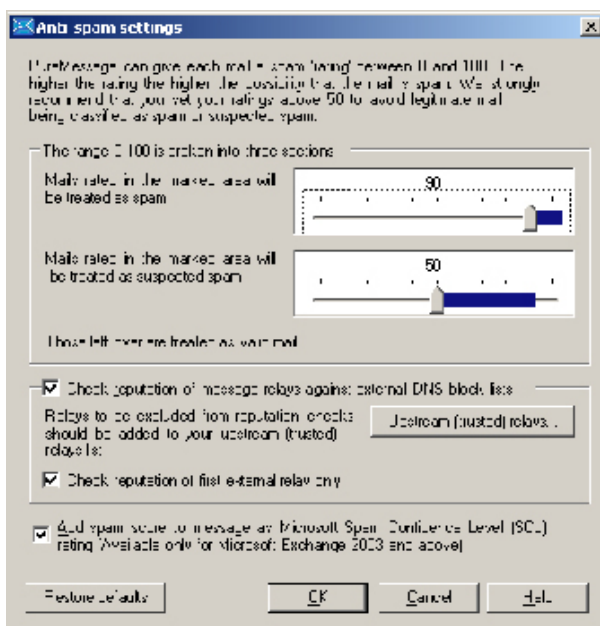 Anti spam settings
PureMessage can give each mail a spam 'rating' between 0 and 100. The
higher the rating the higher the possibility that the mail is spam. We strongly
recommend that you set your ratings above 50 to avoid legitimate mail
being classified as spam or suspected spam.
The range 0-100 is broken into three sections
Mails rated in the marked area will
be treated as spam
90
Mails rated in the marked area will
be treated as suspected spam
50
Those left over are treated as valid mail
Check reputation of message relays against external DNS block lists
Relays to be excluded from reputation checks
should be added to your upstream (trusted)
relays list
Upstream (trusted) relays...
Check reputation of first external relay only
Add spam score to message as Microsoft Spam Confidence Level (SCL)
rating (Available only for Microsoft Exchange 2003 and above)
Restore defaults
OK
Cancel
Help